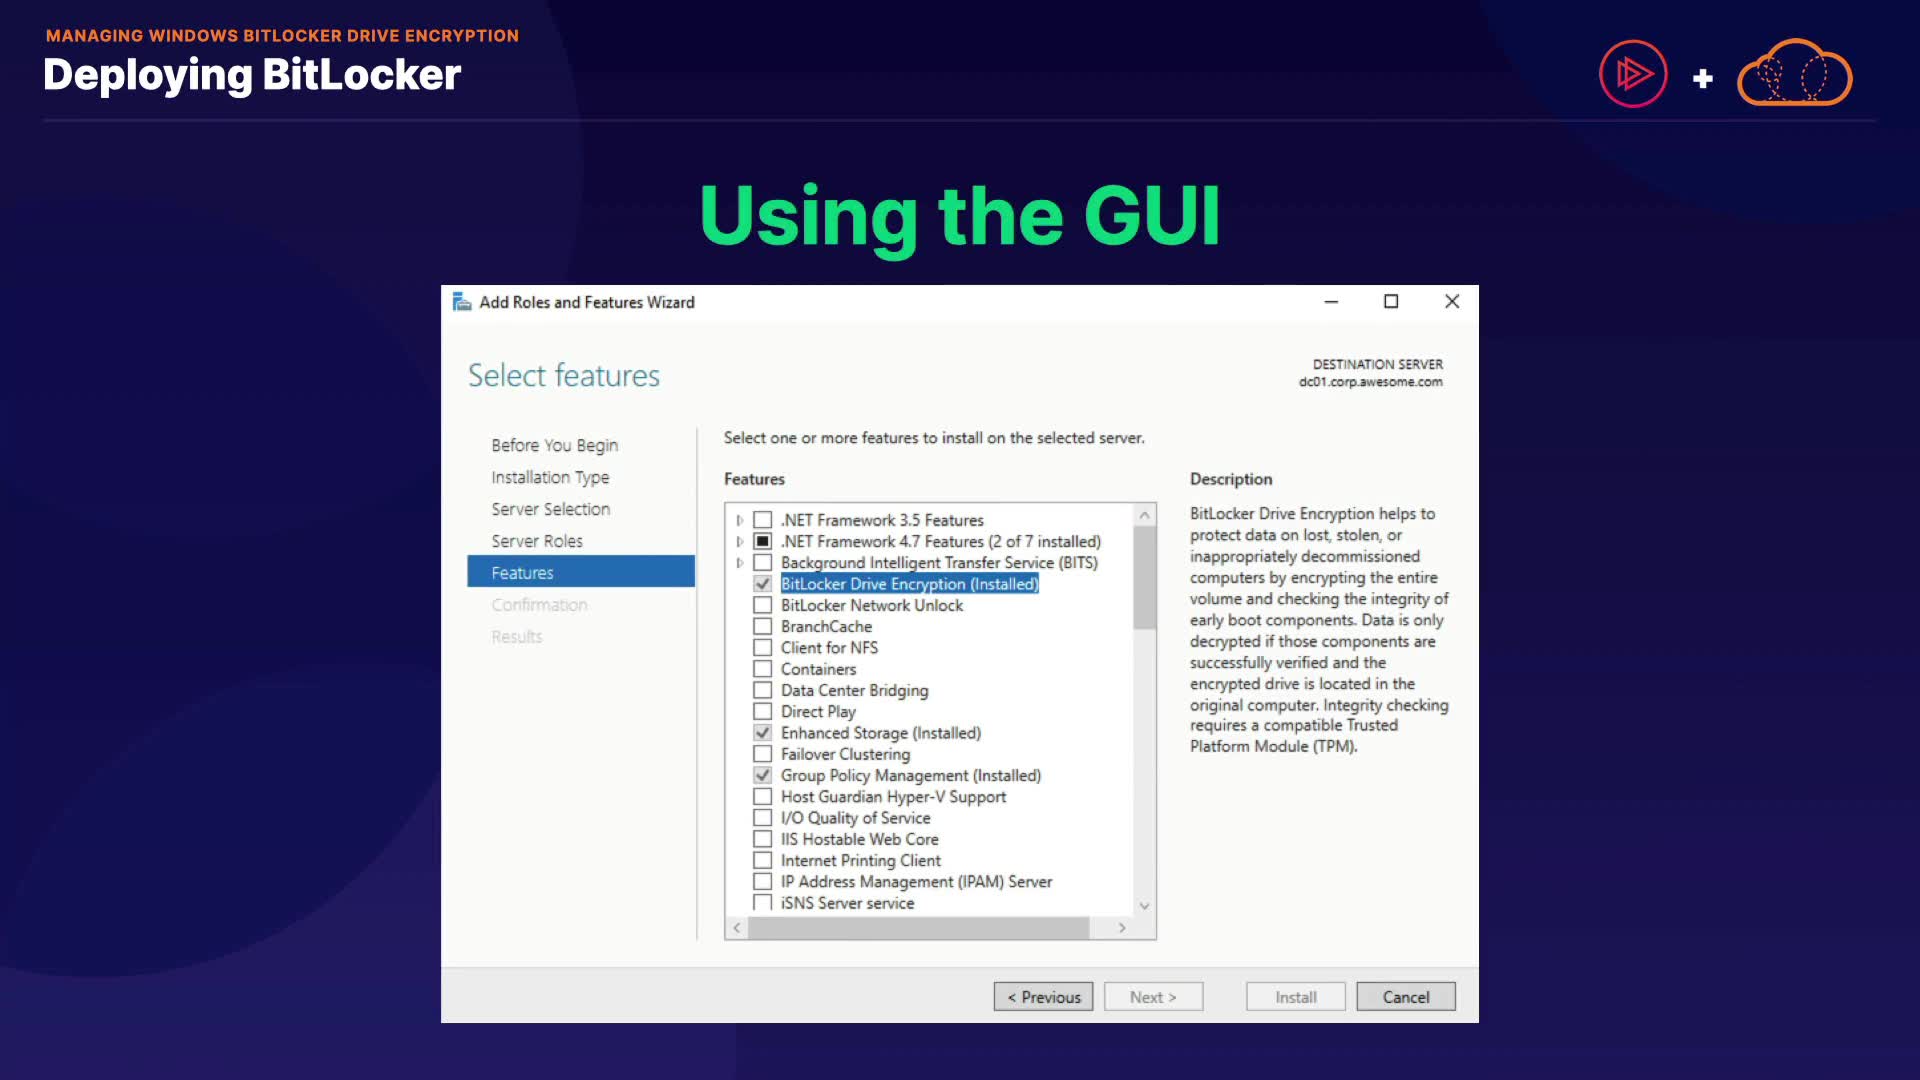 MANAGING WINDOWS BITLOCKER DRIVE ENCRYPTION
Deploying BitLocker
+
Using the GUI
Add Roles and Features Wizard
Select features
DESTINATION SERVER
dc01.corp.awesome.com
Before You Begin
Installation Type
Server Selection
Server Roles
Features
Confirmation
Results
Select one or more features to install on the selected server.
Features
.NET Framework 3.5 Features
.NET Framework 4.7 Features (2 of 7 installed)
Background Intelligent Transfer Service (BITS)
BitLocker Drive Encryption (Installed)
BitLocker Network Unlock
BranchCache
Client for NFS
Containers
Data Center Bridging
Direct Play
Enhanced Storage (Installed)
Failover Clustering
Group Policy Management (Installed)
Host Guardian Hyper-V Support
I/O Quality of Service
IIS Hostable Web Core
Internet Printing Client
IP Address Management (IPAM) Server
iSNS Server service
Description
BitLocker Drive Encryption helps to
protect data on lost, stolen, or
inappropriately decommissioned
computers by encrypting the entire
volume and checking the integrity of
early boot components. Data is only
decrypted if those components are
successfully verified and the
encrypted drive is located in the
original computer. Integrity checking
requires a compatible Trusted
Platform Module (TPM).
< Previous
Next >
Install
Cancel